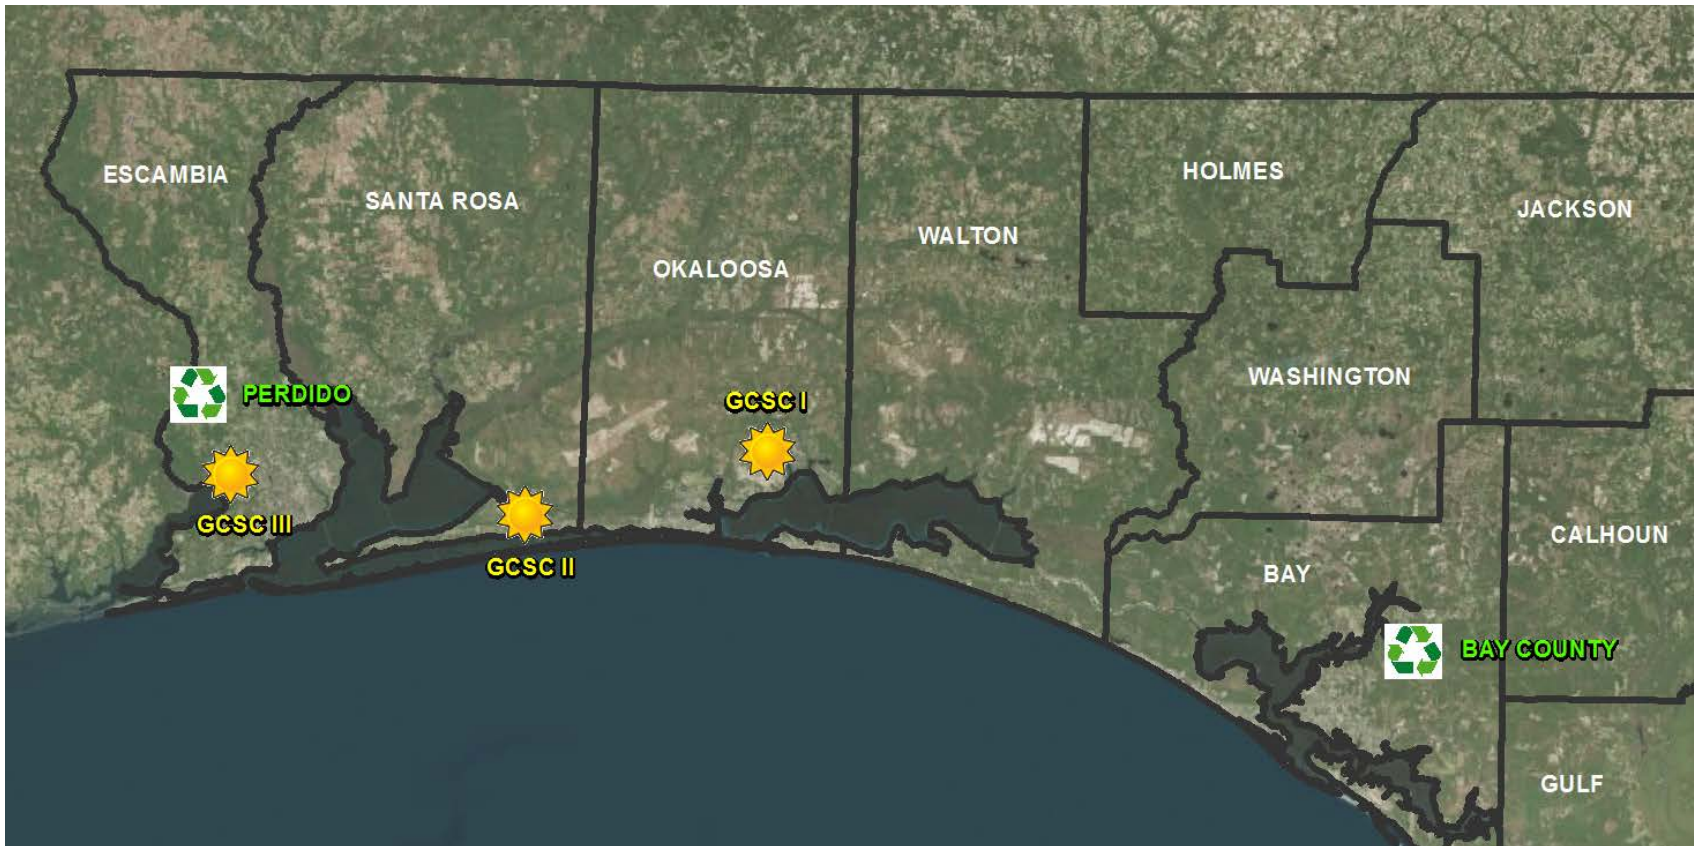 ESCAMBIA
SANTA ROSA
HOLMES
JACKSON
WALTON
OKALOOSA
WASHINGTON
PERDIDO
GCSC I
GCSC III
GCSC II
CALHOUN
BAY
BAY COUNTY
GULF